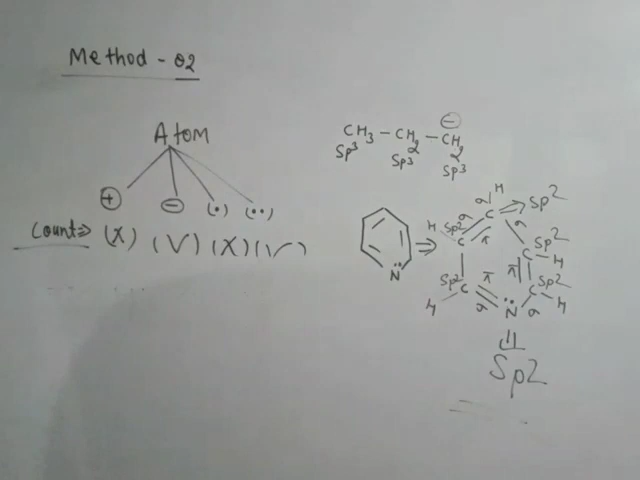 Method - 02
Atom
⊕ ⊖ (•) (••)
Count⇒ (X) (√) (X) (√)
⊖
CH3 - CH2 - CH2
Sp3 Sp3 Sp3
H
σ C ⇒ Sp2
H Sp2 σ σ
C π C Sp2 H
Sp2 C π π C Sp2
H σ N̈ σ H
⇓
Sp2
N̈ ⇒